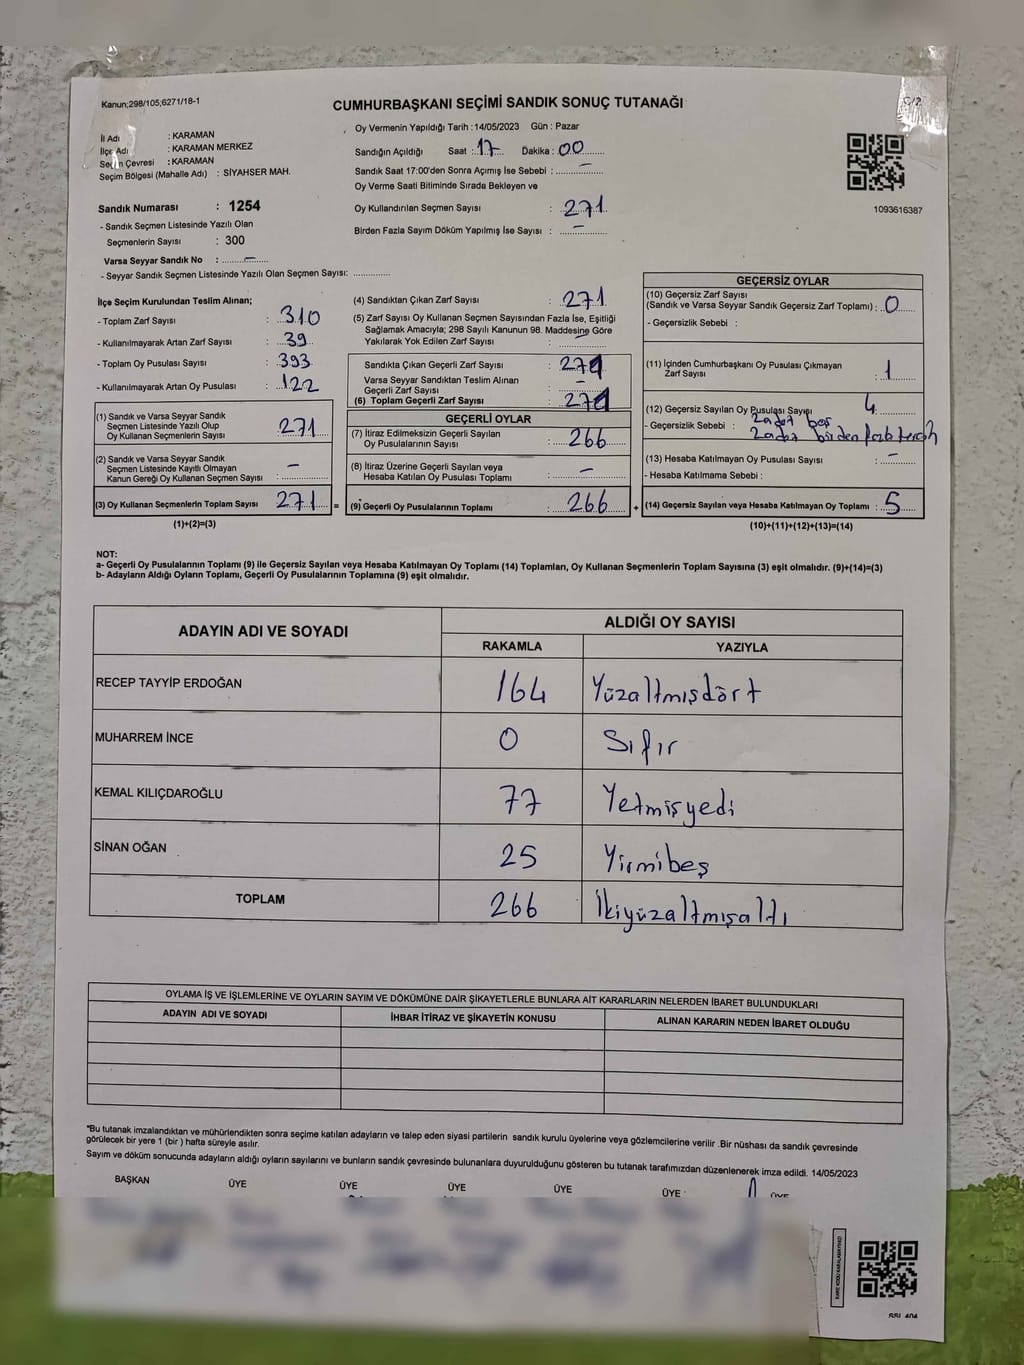 Kanun;298/105;6271/18-1
CUMHURBAŞKANI SEÇİMİ SANDIK SONUÇ TUTANAĞI
İl Adı : KARAMAN
İlçe Adı : KARAMAN MERKEZ
Seçim Çevresi : KARAMAN
Seçim Bölgesi (Mahalle Adı) : SİYAHSER MAH.
Sandık Numarası : 1254
- Sandık Seçmen Listesinde Yazılı Olan
Seçmenlerin Sayısı : 300
Varsa Seyyar Sandık No : –
- Seyyar Sandık Seçmen Listesinde Yazılı Olan Seçmen Sayısı: ..............
Oy Vermenin Yapıldığı Tarih :14/05/2023 Gün : Pazar
Sandığın Açıldığı Saat : 17 Dakika : 00
Sandık Saat 17:00'den Sonra Açımış İse Sebebi : –
Oy Verme Saati Bitiminde Sırada Bekleyen ve
Oy Kullandırılan Seçmen Sayısı : 271
Birden Fazla Sayım Döküm Yapılmış İse Sayısı : –
1093616387
İlçe Seçim Kurulundan Teslim Alınan;
- Toplam Zarf Sayısı : 310
- Kullanılmayarak Artan Zarf Sayısı : 39
- Toplam Oy Pusulası Sayısı : 393
- Kullanılmayarak Artan Oy Pusulası : 122
(1) Sandık ve Varsa Seyyar Sandık
Seçmen Listesinde Yazılı Olup
Oy Kullanan Seçmenlerin Sayısı : 271
(2) Sandık ve Varsa Seyyar Sandık
Seçmen Listesinde Kayıtlı Olmayan
Kanun Gereği Oy Kullanan Seçmen Sayısı : –
(3) Oy Kullanan Seçmenlerin Toplam Sayısı : 271 =
(1)+(2)=(3)
(4) Sandıktan Çıkan Zarf Sayısı : 271
(5) Zarf Sayısı Oy Kullanan Seçmen Sayısından Fazla İse, Eşitliği
Sağlamak Amacıyla; 298 Sayılı Kanunun 98. Maddesine Göre
Yakılarak Yok Edilen Zarf Sayısı : –
Sandıkta Çıkan Geçerli Zarf Sayısı : 271
Varsa Seyyar Sandıktan Teslim Alınan
Geçerli Zarf Sayısı : –
(6) Toplam Geçerli Zarf Sayısı : 271
GEÇERLİ OYLAR
(7) İtiraz Edilmeksizin Geçerli Sayılan
Oy Pusulasının Sayısı : 266
(8) İtiraz Üzerine Geçerli Sayılan veya
Hesaba Katılan Oy Pusulası Toplamı : –
(9) Geçerli Oy Pusulalarının Toplamı : 266 +
GEÇERSİZ OYLAR
(10) Geçersiz Zarf Sayısı
(Sandık ve Varsa Seyyar Sandık Geçersiz Zarf Toplamı) : 0
- Geçersizlik Sebebi :
(11) İçinden Cumhurbaşkanı Oy Pusulası Çıkmayan
Zarf Sayısı : 1
(12) Geçersiz Sayılan Oy Pusulası Sayısı 4
- Geçersizlik Sebebi : 2 adet boş
2 adet birden fazla tercih
(13) Hesaba Katılmayan Oy Pusulası Sayısı : –
- Hesaba Katılmama Sebebi :
(14) Geçersiz Sayılan veya Hesaba Katılmayan Oy Toplamı : 5
(10)+(11)+(12)+(13)=(14)
NOT:
a- Geçerli Oy Pusulalarının Toplamı (9) ile Geçersiz Sayılan veya Hesaba Katılmayan Oy Toplamı (14) Toplamları, Oy Kullanan Seçmenlerin Toplam Sayısına (3) eşit olmalıdır. (9)+(14)=(3)
b- Adayların Aldığı Oyların Toplamı, Geçerli Oy Pusulalarının Toplamına (9) eşit olmalıdır.
ADAYIN ADI VE SOYADI ALDIĞI OY SAYISI
RAKAMLA YAZIYLA
RECEP TAYYİP ERDOĞAN 164 Yüzaltmışdört
MUHARREM İNCE 0 Sıfır
KEMAL KILIÇDAROĞLU 77 Yetmişyedi
SİNAN OĞAN 25 Yirmibeş
TOPLAM 266 İkiyüzaltmışaltı
OYLAMA İŞ VE İŞLEMLERİNE VE OYLARIN SAYIM VE DÖKÜMÜNE DAİR ŞİKAYETLERLE BUNLARA AİT KARARLARIN NELERDEN İBARET BULUNDUKLARI
ADAYIN ADI VE SOYADI İHBAR İTİRAZ VE ŞİKAYETİN KONUSU ALINAN KARARIN NEDEN İBARET OLDUĞU
*Bu tutanak imzalandıktan ve mühürlendikten sonra seçime katılan adayların ve talep eden siyasi partilerin sandık kurulu üyelerine veya gözlemcilerine verilir .Bir nüshası da sandık çevresinde
görülecek bir yere 1 (bir ) hafta süreyle asılır.
Sayım ve döküm sonucunda adayların aldığı oyların sayılarını ve bunların sandık çevresinde bulunanlara duyurulduğunu gösteren bu tutanak tarafımızdan düzenlenerek imza edildi. 14/05/2023
BAŞKAN ÜYE ÜYE ÜYE ÜYE ÜYE ÜYE